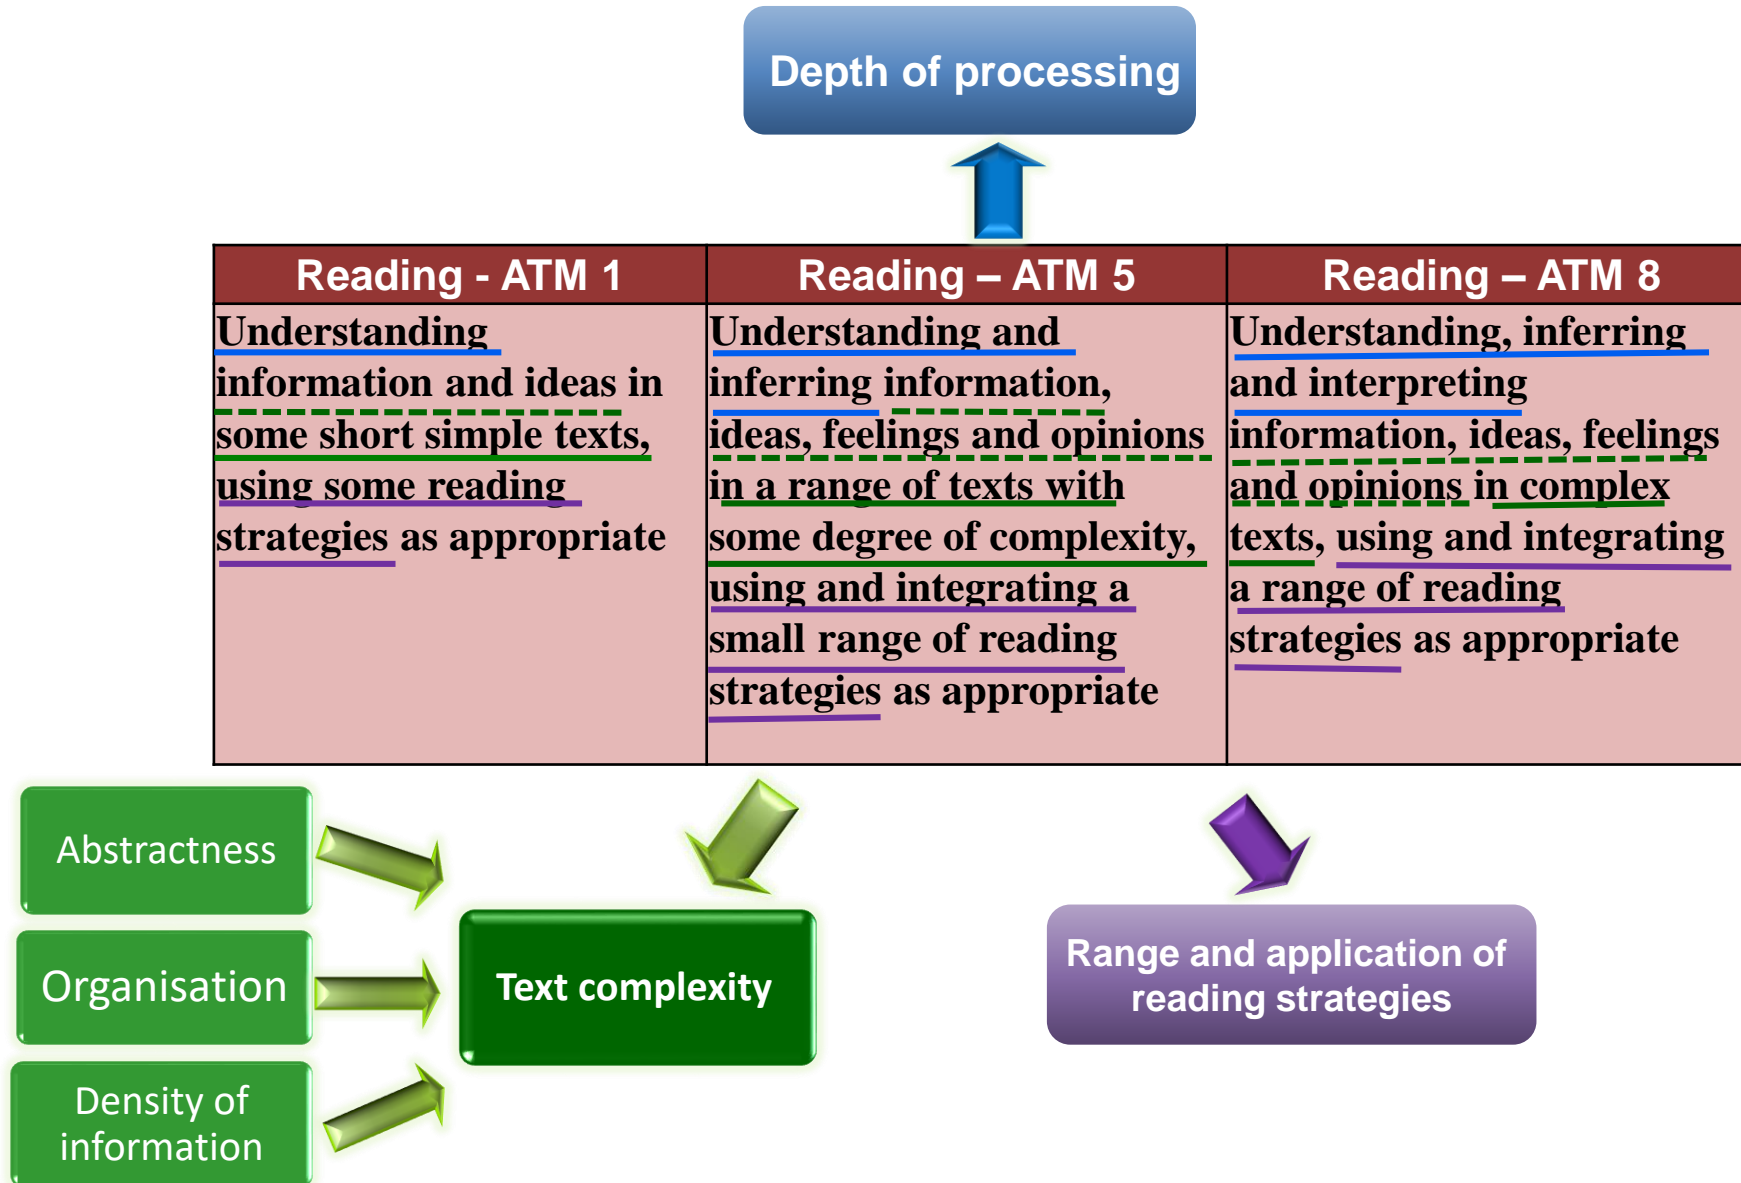 Depth of processing
Reading - ATM 1
Understanding
information and ideas in
some short simple texts,
using some reading
strategies as appropriate
Reading – ATM 5
Understanding and
inferring information,
ideas, feelings and opinions
in a range of texts with
some degree of complexity,
using and integrating a
small range of reading
strategies as appropriate
Reading – ATM 8
Understanding, inferring
and interpreting
information, ideas, feelings
and opinions in complex
texts, using and integrating
a range of reading
strategies as appropriate
Abstractness
Organisation
Density of
information
Text complexity
Range and application of
reading strategies